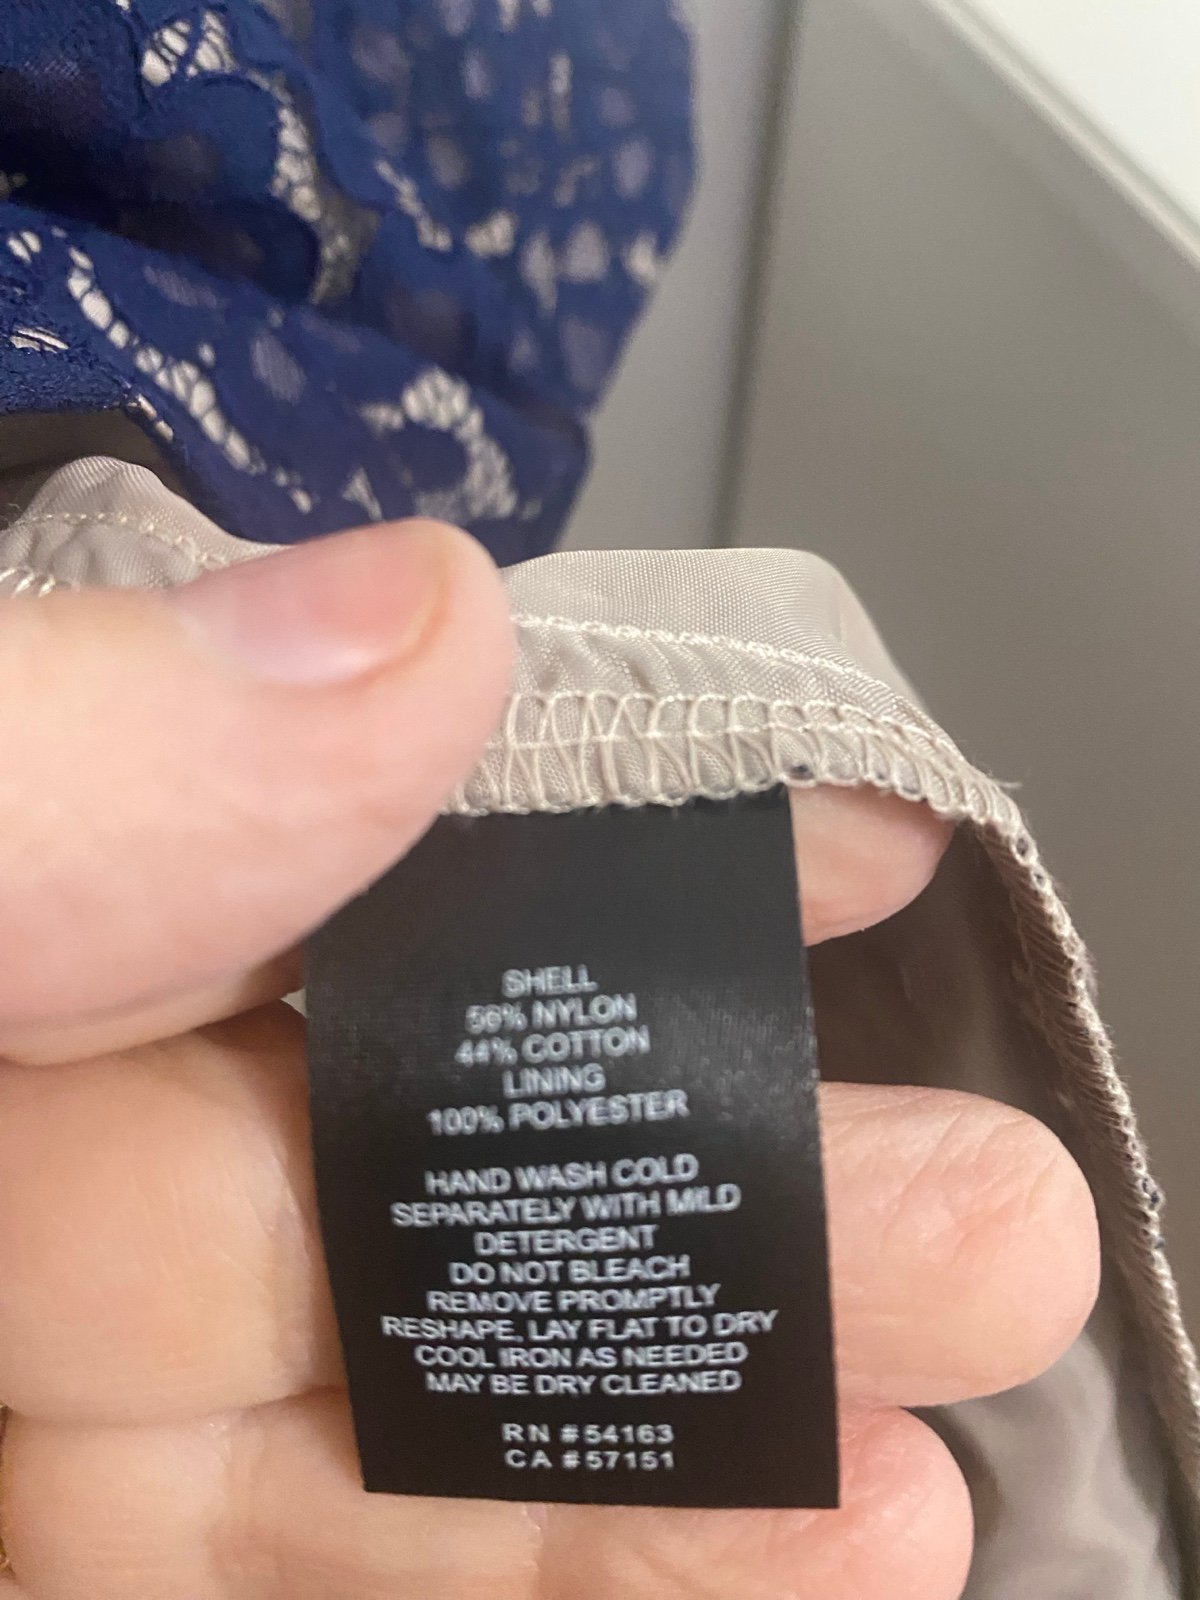 SHELL
56% NYLON
44% COTTON
LINING
100% POLYESTER
HAND WASH COLD
SEPARATELY WITH MILD
DETERGENT
DO NOT BLEACH
REMOVE PROMPTLY
RESHAPE, LAY FLAT TO DRY
COOL IRON AS NEEDED
MAY BE DRY CLEANED
RN #54163
CA #57151